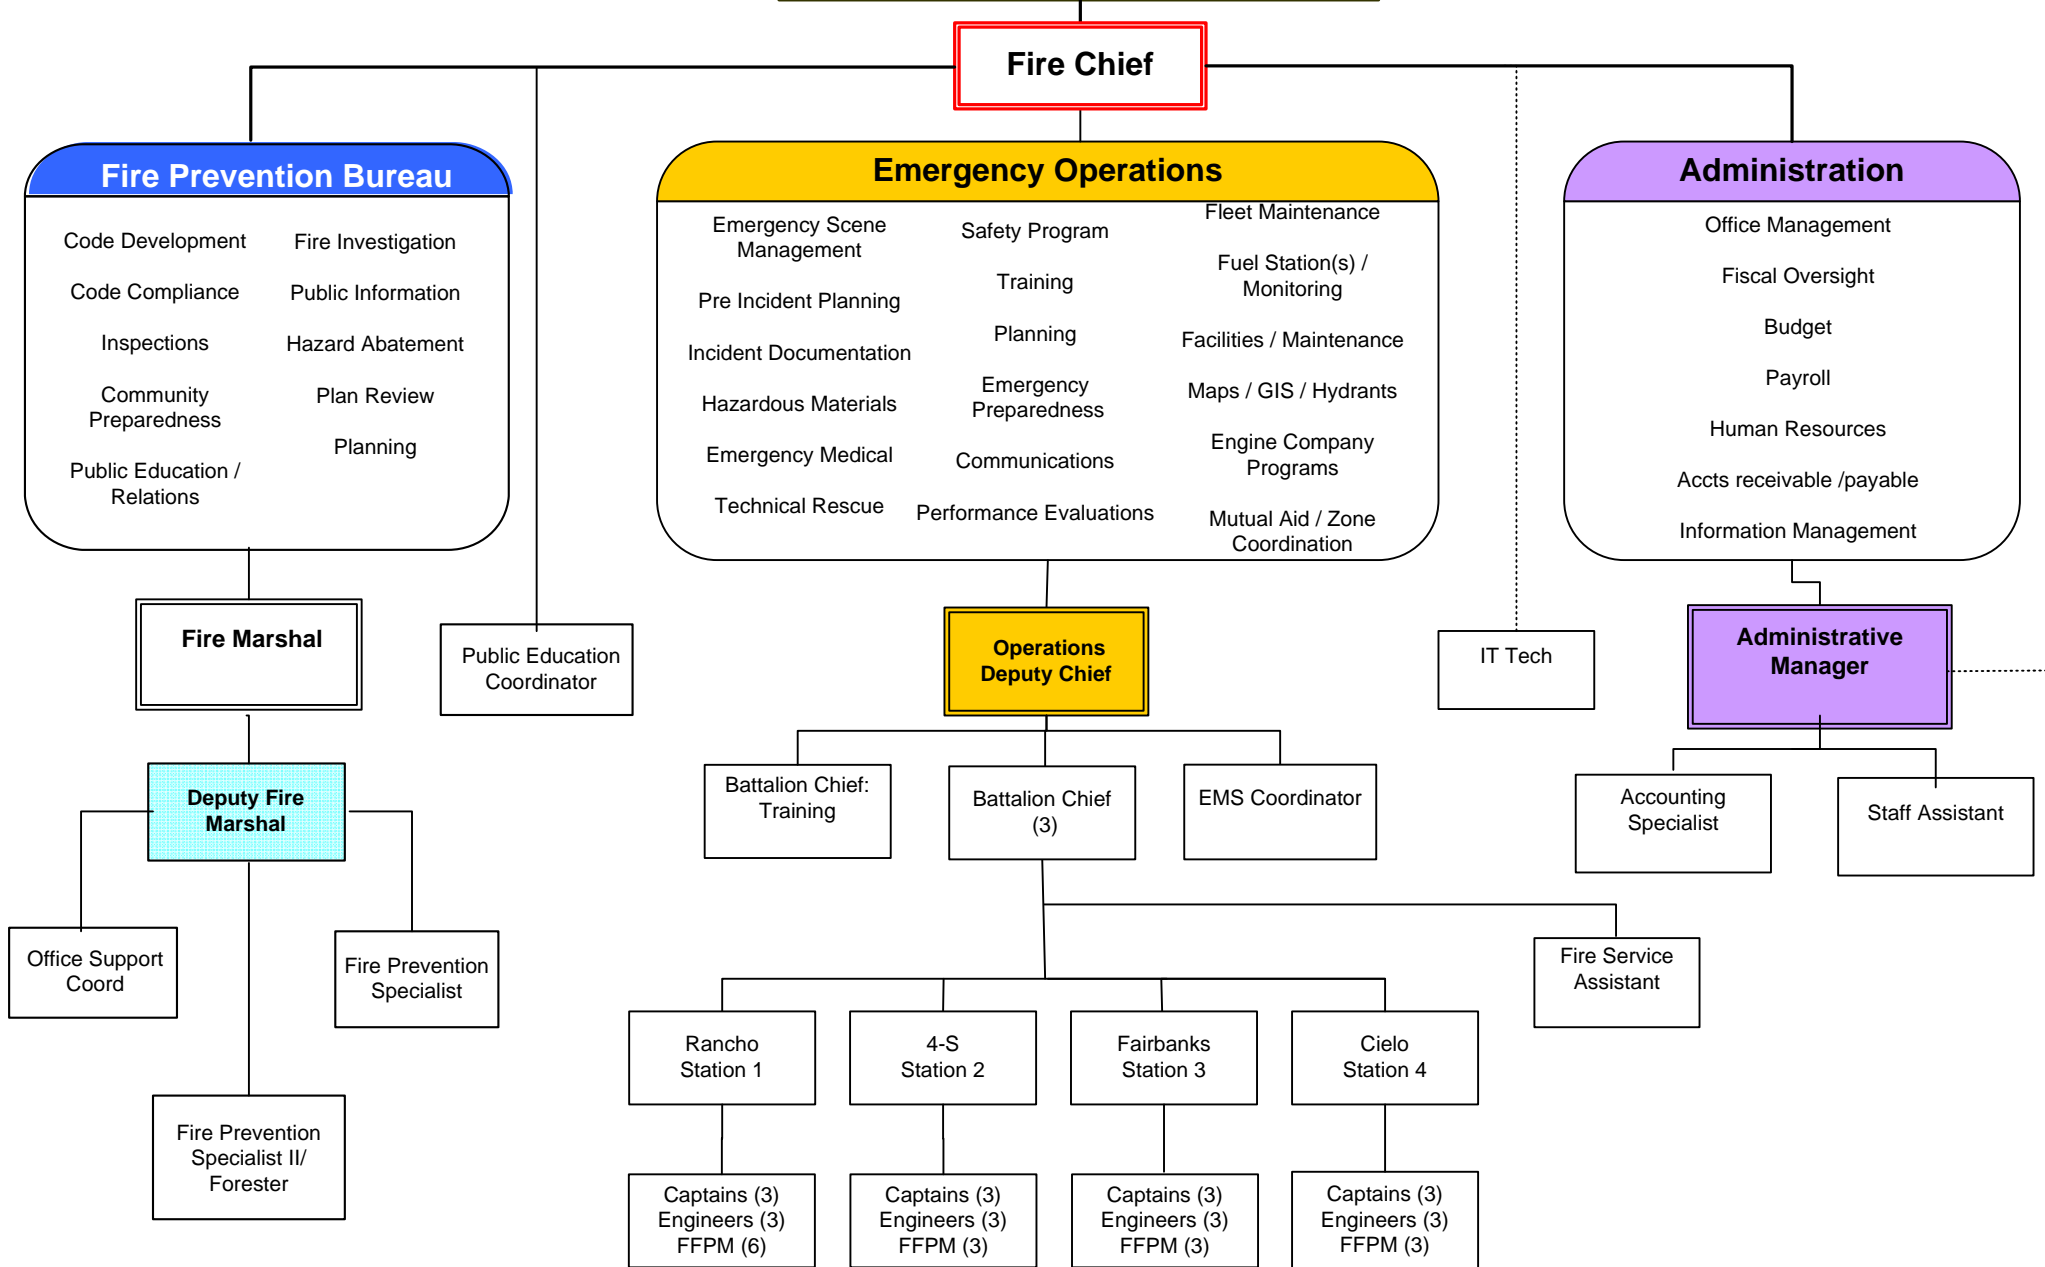 Fire Chief
Fire Prevention Bureau
Code Development
Code Compliance
Inspections
Community
Preparedness
Public Education /
Relations
Fire Investigation
Public Information
Hazard Abatement
Plan Review
Planning
Emergency Operations
Emergency Scene
Management
Pre Incident Planning
Incident Documentation
Hazardous Materials
Emergency Medical
Technical Rescue
Safety Program
Training
Planning
Emergency
Preparedness
Communications
Performance Evaluations
Fleet Maintenance
Fuel Station(s) /
Monitoring
Facilities / Maintenance
Maps / GIS / Hydrants
Engine Company
Programs
Mutual Aid / Zone
Coordination
Administration
Office Management
Fiscal Oversight
Budget
Payroll
Human Resources
Accts receivable /payable
Information Management
Fire Marshal
Public Education
Coordinator
Operations
Deputy Chief
IT Tech
Administrative
Manager
Deputy Fire
Marshal
Battalion Chief:
Training
Battalion Chief
(3)
EMS Coordinator
Accounting
Specialist
Staff Assistant
Office Support
Coord
Fire Prevention
Specialist
Fire Service
Assistant
Fire Prevention
Specialist II/
Forester
Rancho
Station 1
4-S
Station 2
Fairbanks
Station 3
Cielo
Station 4
Captains (3)
Engineers (3)
FFPM (6)
Captains (3)
Engineers (3)
FFPM (3)
Captains (3)
Engineers (3)
FFPM (3)
Captains (3)
Engineers (3)
FFPM (3)